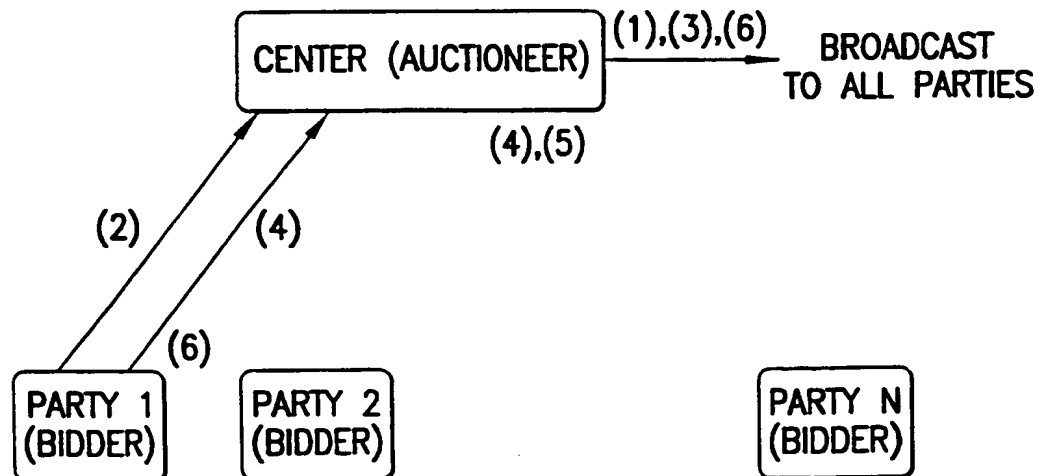 (1),(3),(6)
CENTER (AUCTIONEER)
BROADCAST
TO ALL PARTIES
(4),(5)
(2)
(4)
(6)
PARTY 1
(BIDDER)
PARTY 2
(BIDDER)
PARTY N
(BIDDER)